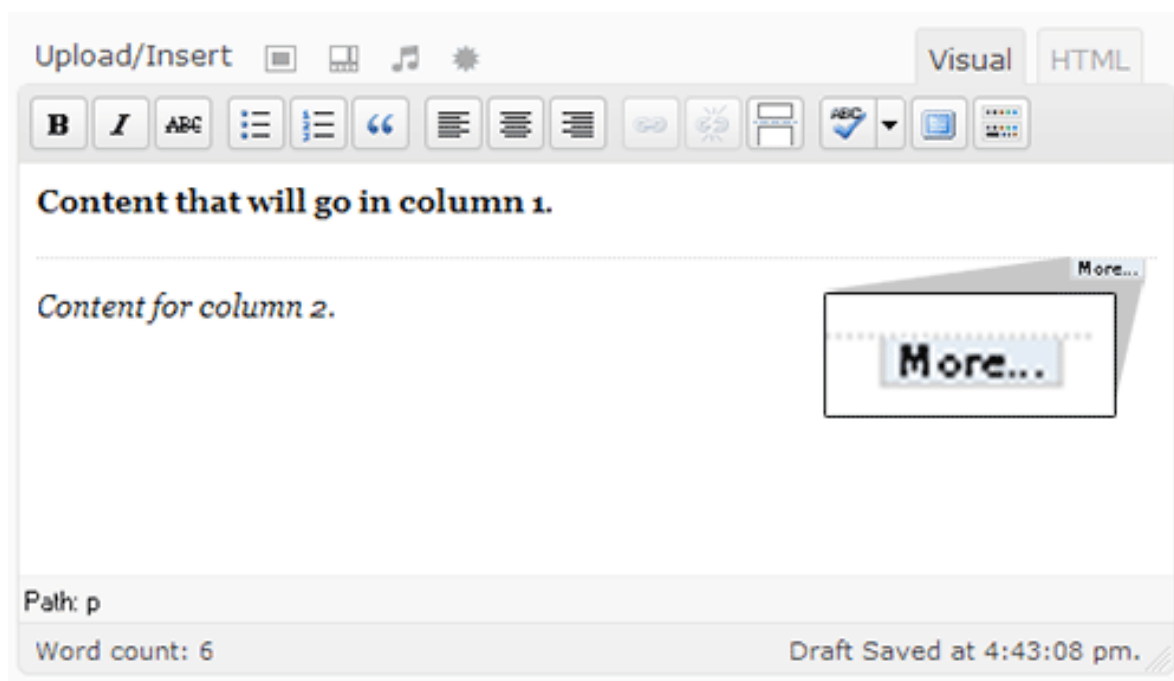 Upload/Insert
Visual HTML
B I ABC ABC
Content that will go in column 1.
More...
Content for column 2.
More...
Path: p
Word count: 6 Draft Saved at 4:43:08 pm.